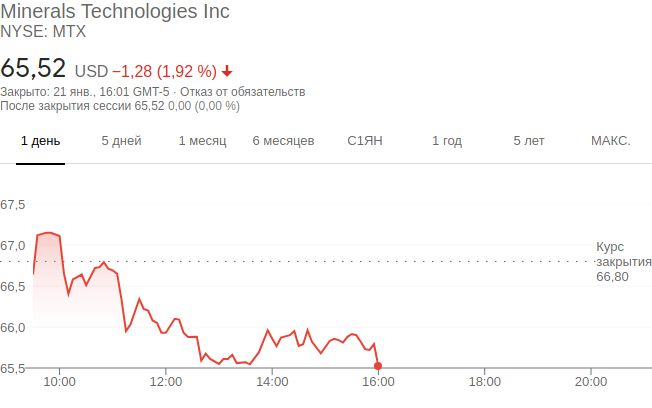 Minerals Technologies Inc
NYSE: MTX
65,52 USD −1,28 (1,92 %)
Закрыто: 21 янв., 16:01 GMT-5 · Отказ от обязательств
После закрытия сессии 65,52 0,00 (0,00 %)
1 день 5 дней 1 месяц 6 месяцев С1ЯН 1 год 5 лет МАКС.
67,5
67,0
Курс
закрытия
66,80
66,5
66,0
65,5
10:00 12:00 14:00 16:00 18:00 20:00